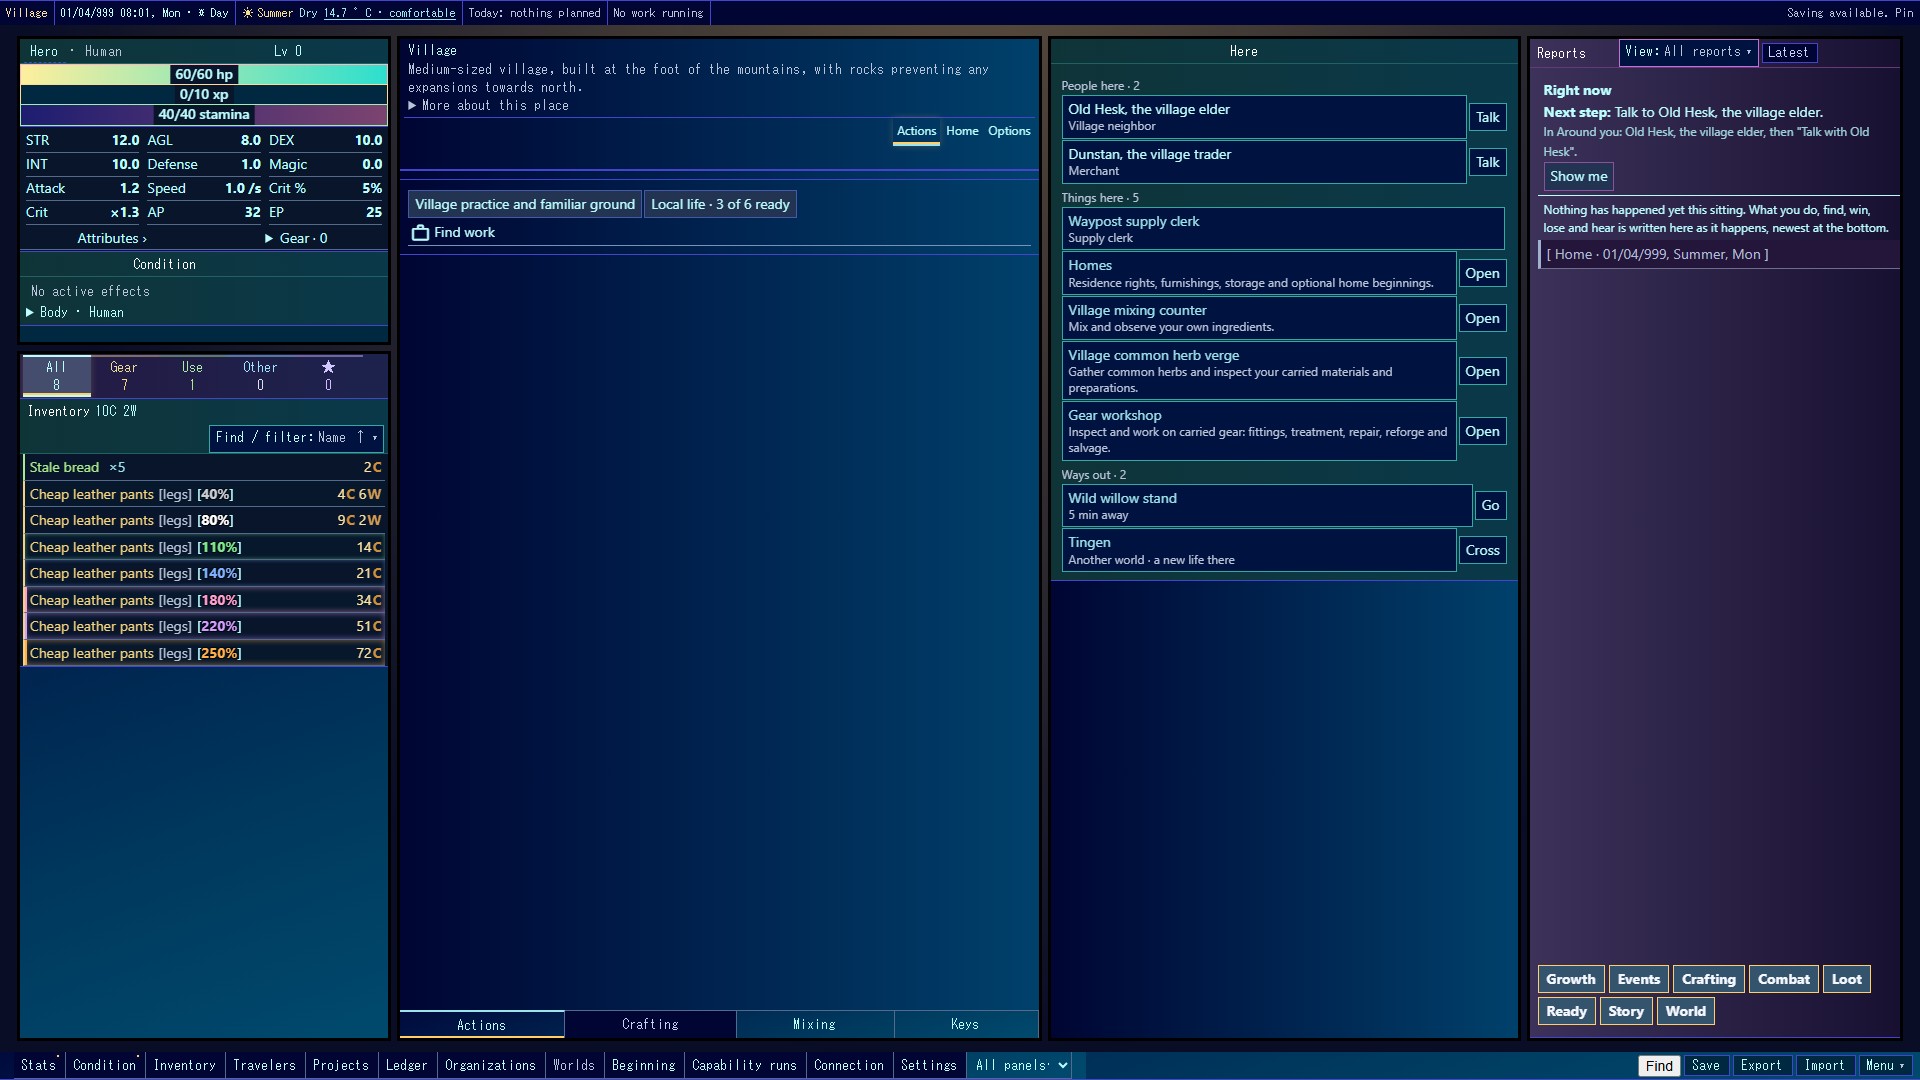 Village 01/04/999 08:01, Mon · ☀ Day ☀ Summer Dry 14.7 ° C · comfortable Today: nothing planned No work running Saving available. Pin
Hero · Human Lv 0
60/60 hp
0/10 xp
40/40 stamina
STR 12.0 AGL 8.0 DEX 10.0
INT 10.0 Defense 1.0 Magic 0.0
Attack 1.2 Speed 1.0 /s Crit % 5%
Crit ×1.3 AP 32 EP 25
Attributes › ▶ Gear · 0
Condition
No active effects
▶ Body · Human
All Gear Use Other ★
8 7 1 0 0
Inventory 10C 2W
Find / filter: Name ↑ ▾
Stale bread ×5 2C
Cheap leather pants [legs] [40%] 4C 6W
Cheap leather pants [legs] [80%] 9C 2W
Cheap leather pants [legs] [110%] 14C
Cheap leather pants [legs] [140%] 21C
Cheap leather pants [legs] [180%] 34C
Cheap leather pants [legs] [220%] 51C
Cheap leather pants [legs] [250%] 72C
Village
Medium-sized village, built at the foot of the mountains, with rocks preventing any
expansions towards north.
▶ More about this place
Actions Home Options
Village practice and familiar ground Local life · 3 of 6 ready
Find work
Actions Crafting Mixing Keys
Here
People here · 2
Old Hesk, the village elder
Village neighbor
Talk
Dunstan, the village trader
Merchant
Talk
Things here · 5
Waypost supply clerk
Supply clerk
Homes
Residence rights, furnishings, storage and optional home beginnings.
Open
Village mixing counter
Mix and observe your own ingredients.
Open
Village common herb verge
Gather common herbs and inspect your carried materials and
preparations.
Open
Gear workshop
Inspect and work on carried gear: fittings, treatment, repair, reforge and
salvage.
Open
Ways out · 2
Wild willow stand
5 min away
Go
Tingen
Another world · a new life there
Cross
Reports View: All reports ▾ Latest
Right now
Next step: Talk to Old Hesk, the village elder.
In Around you: Old Hesk, the village elder, then "Talk with Old
Hesk".
Show me
Nothing has happened yet this sitting. What you do, find, win,
lose and hear is written here as it happens, newest at the bottom.
[ Home · 01/04/999, Summer, Mon ]
Growth Events Crafting Combat Loot
Ready Story World
Stats Condition Inventory Travelers Projects Ledger Organizations Worlds Beginning Capability runs Connection Settings All panels Find Save Export Import Menu ▾